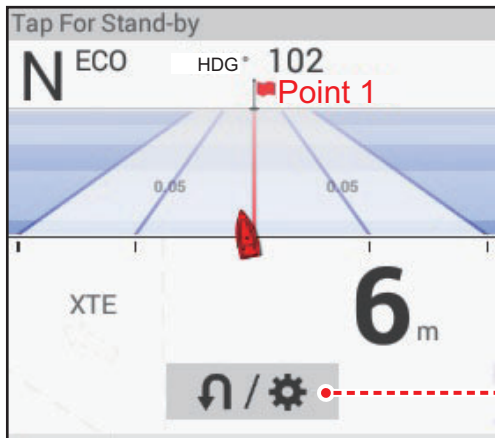 Tap For Stand-by
N ECO HDG° 102
Point 1
0.05 0.05
XTE 6 m
/